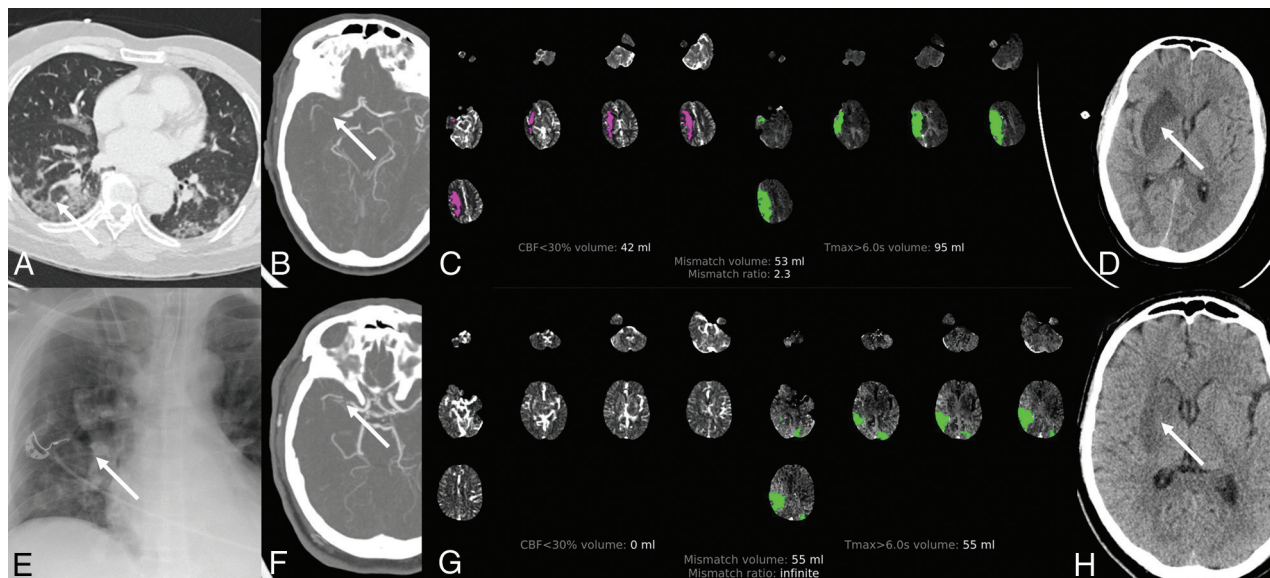 A
B
C
CBF<30% volume: 42 ml
Tmax>6.0s volume: 95 ml
Mismatch volume: 53 ml
Mismatch ratio: 2.3
D
E
F
G
CBF<30% volume: 0 ml
Tmax>6.0s volume: 55 ml
Mismatch volume: 55 ml
Mismatch ratio: infinite
H